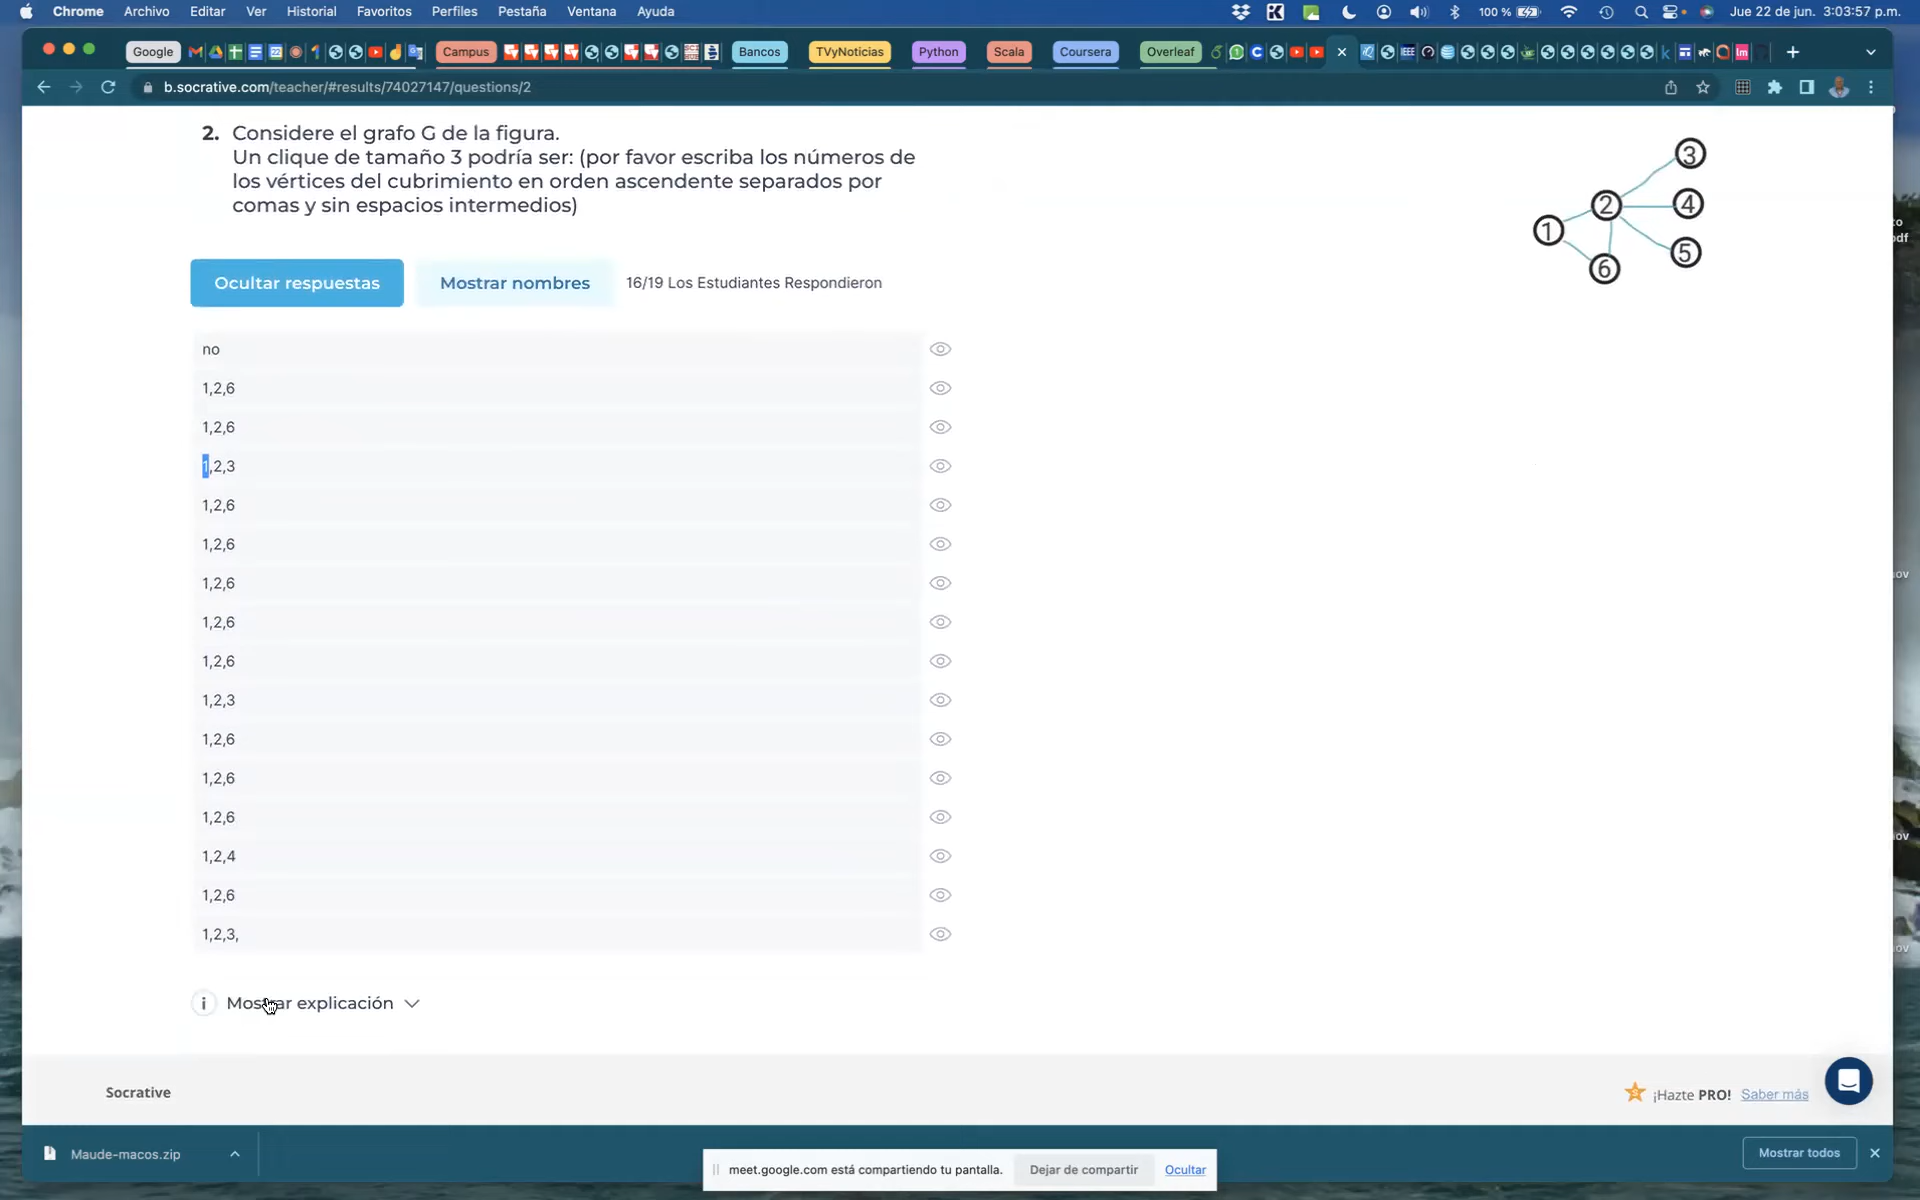 Chrome Archivo Editar Ver Historial Favoritos Perfiles Pestaña Ventana Ayuda 100 % Jue 22 de jun. 3:03:57 p.m.
Google Campus Bancos TVyNoticias Python Scala Coursera Overleaf
b.socrative.com/teacher/#results/74027147/questions/2
2. Considere el grafo G de la figura.
Un clique de tamaño 3 podría ser: (por favor escriba los números de
los vértices del cubrimiento en orden ascendente separados por
comas y sin espacios intermedios)
3
2
4
1
5
6
Ocultar respuestas Mostrar nombres 16/19 Los Estudiantes Respondieron
no
1,2,6
1,2,6
1,2,3
1,2,6
1,2,6
1,2,6
1,2,6
1,2,6
1,2,3
1,2,6
1,2,6
1,2,6
1,2,4
1,2,6
1,2,3,
i Mostrar explicación
Socrative
¡Hazte PRO! Saber más
Maude-macos.zip
Mostrar todos
meet.google.com está compartiendo tu pantalla. Dejar de compartir Ocultar